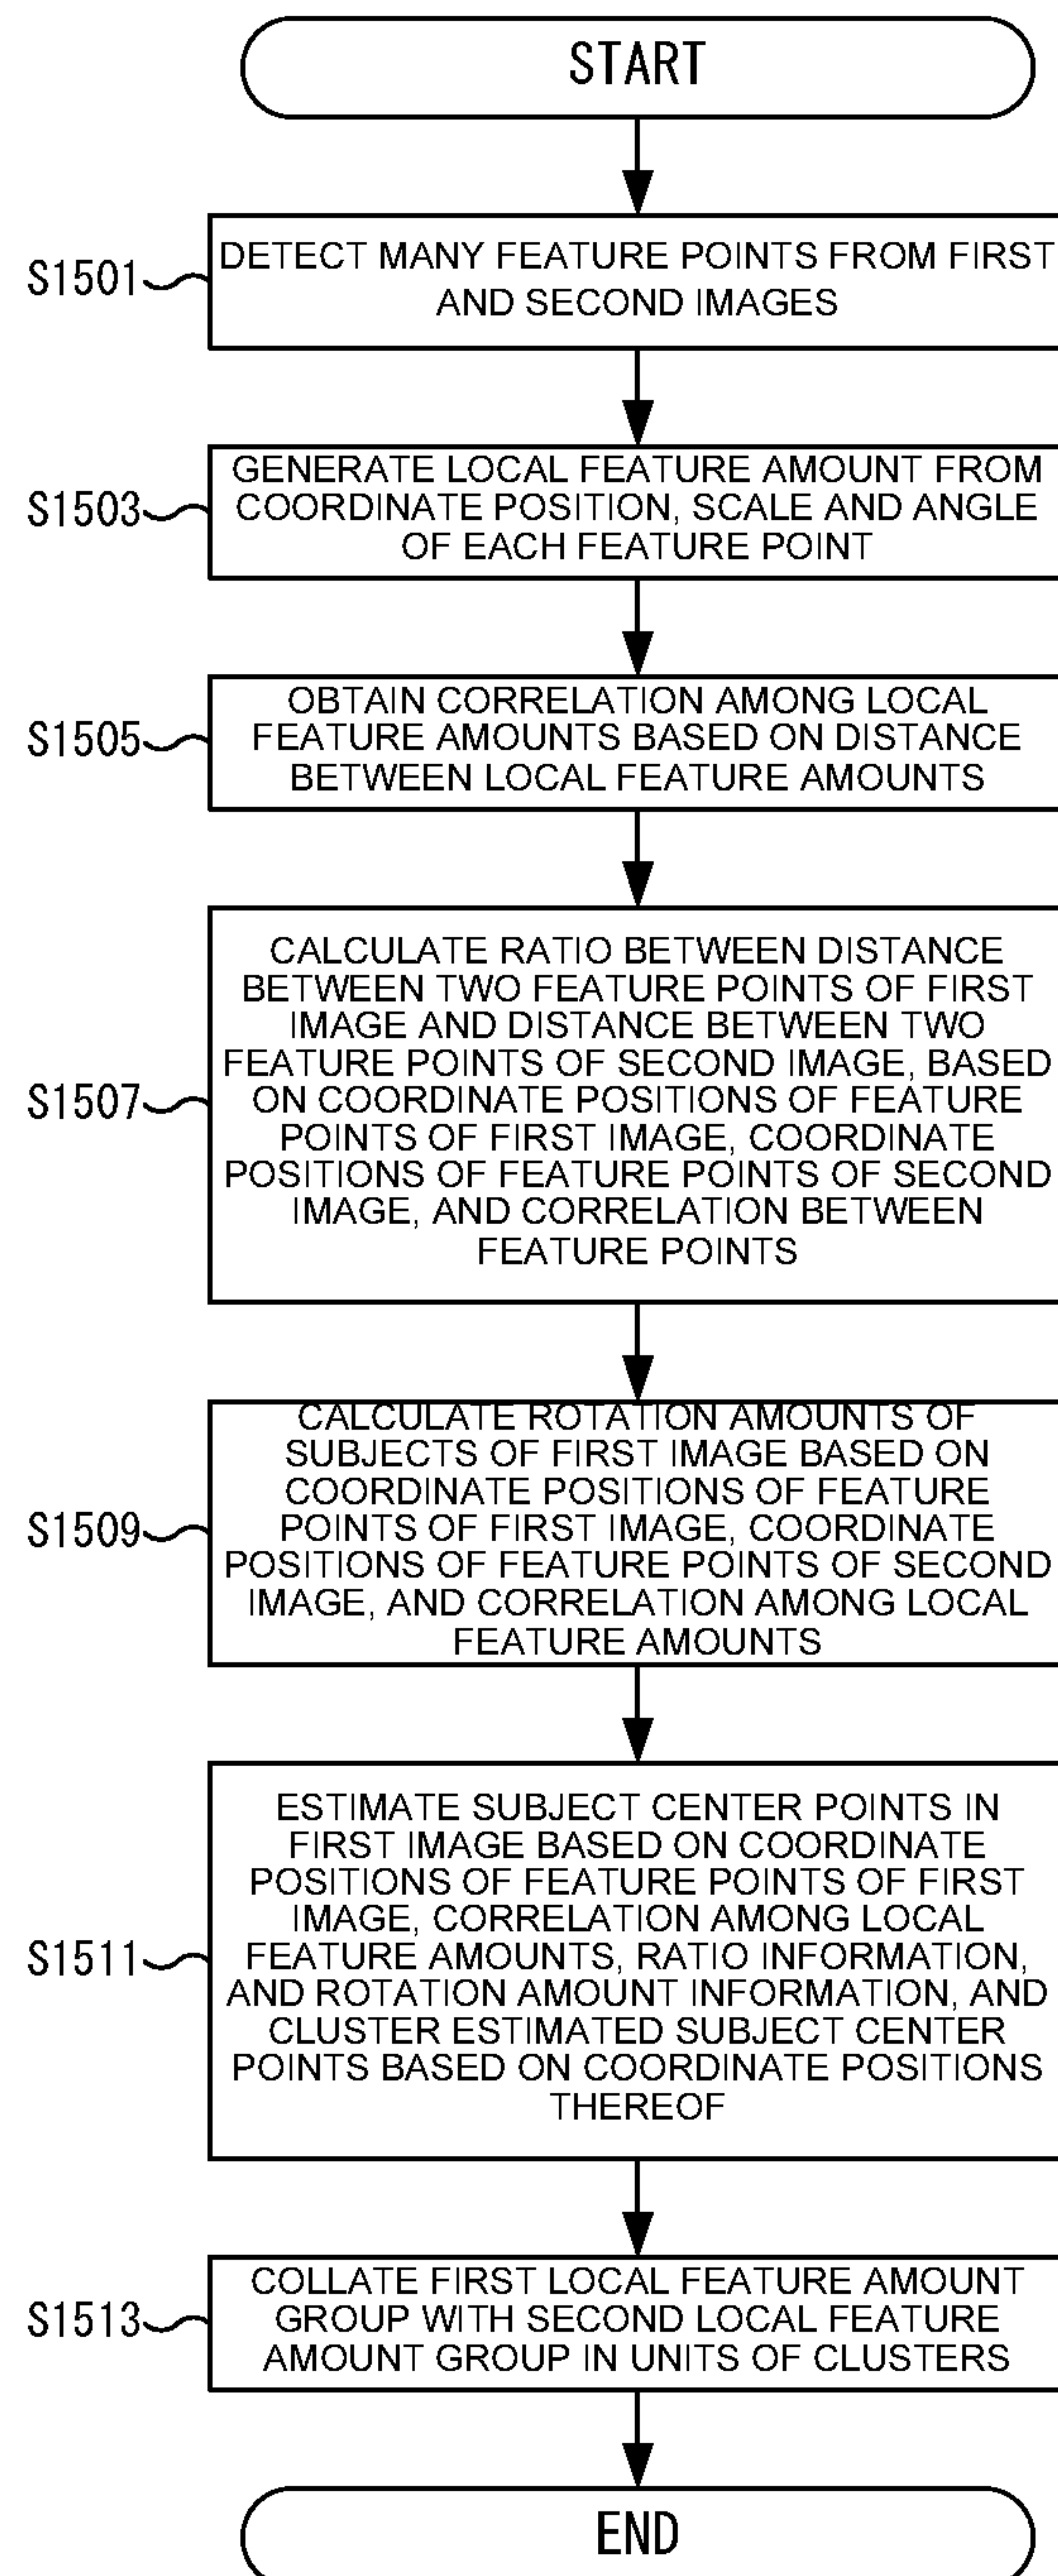 START
S1501
DETECT MANY FEATURE POINTS FROM FIRST
AND SECOND IMAGES
S1503
GENERATE LOCAL FEATURE AMOUNT FROM
COORDINATE POSITION, SCALE AND ANGLE
OF EACH FEATURE POINT
S1505
OBTAIN CORRELATION AMONG LOCAL
FEATURE AMOUNTS BASED ON DISTANCE
BETWEEN LOCAL FEATURE AMOUNTS
S1507
CALCULATE RATIO BETWEEN DISTANCE
BETWEEN TWO FEATURE POINTS OF FIRST
IMAGE AND DISTANCE BETWEEN TWO
FEATURE POINTS OF SECOND IMAGE, BASED
ON COORDINATE POSITIONS OF FEATURE
POINTS OF FIRST IMAGE, COORDINATE
POSITIONS OF FEATURE POINTS OF SECOND
IMAGE, AND CORRELATION BETWEEN
FEATURE POINTS
S1509
CALCULATE ROTATION AMOUNTS OF
SUBJECTS OF FIRST IMAGE BASED ON
COORDINATE POSITIONS OF FEATURE
POINTS OF FIRST IMAGE, COORDINATE
POSITIONS OF FEATURE POINTS OF SECOND
IMAGE, AND CORRELATION AMONG LOCAL
FEATURE AMOUNTS
S1511
ESTIMATE SUBJECT CENTER POINTS IN
FIRST IMAGE BASED ON COORDINATE
POSITIONS OF FEATURE POINTS OF FIRST
IMAGE, CORRELATION AMONG LOCAL
FEATURE AMOUNTS, RATIO INFORMATION,
AND ROTATION AMOUNT INFORMATION, AND
CLUSTER ESTIMATED SUBJECT CENTER
POINTS BASED ON COORDINATE POSITIONS
THEREOF
S1513
COLLATE FIRST LOCAL FEATURE AMOUNT
GROUP WITH SECOND LOCAL FEATURE
AMOUNT GROUP IN UNITS OF CLUSTERS
END